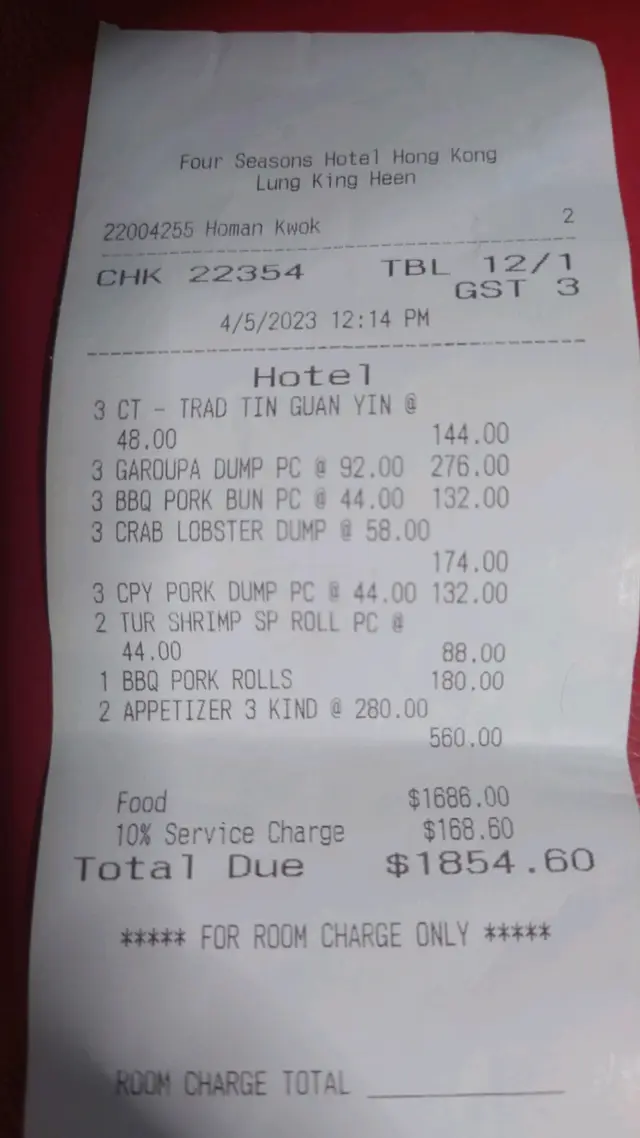 Four Seasons Hotel Hong Kong
Lung King Heen
22004255 Homan Kwok 2
CHK 22354 TBL 12/1
GST 3
4/5/2023 12:14 PM
Hotel
3 CT - TRAD TIN GUAN YIN @
48.00 144.00
3 GAROUPA DUMP PC @ 92.00 276.00
3 BBQ PORK BUN PC @ 44.00 132.00
3 CRAB LOBSTER DUMP @ 58.00
174.00
3 CPY PORK DUMP PC @ 44.00 132.00
2 TUR SHRIMP SP ROLL PC @
44.00 88.00
1 BBQ PORK ROLLS 180.00
2 APPETIZER 3 KIND @ 280.00
560.00
Food $1686.00
10% Service Charge $168.60
Total Due $1854.60
***** FOR ROOM CHARGE ONLY *****
ROOM CHARGE TOTAL ____________